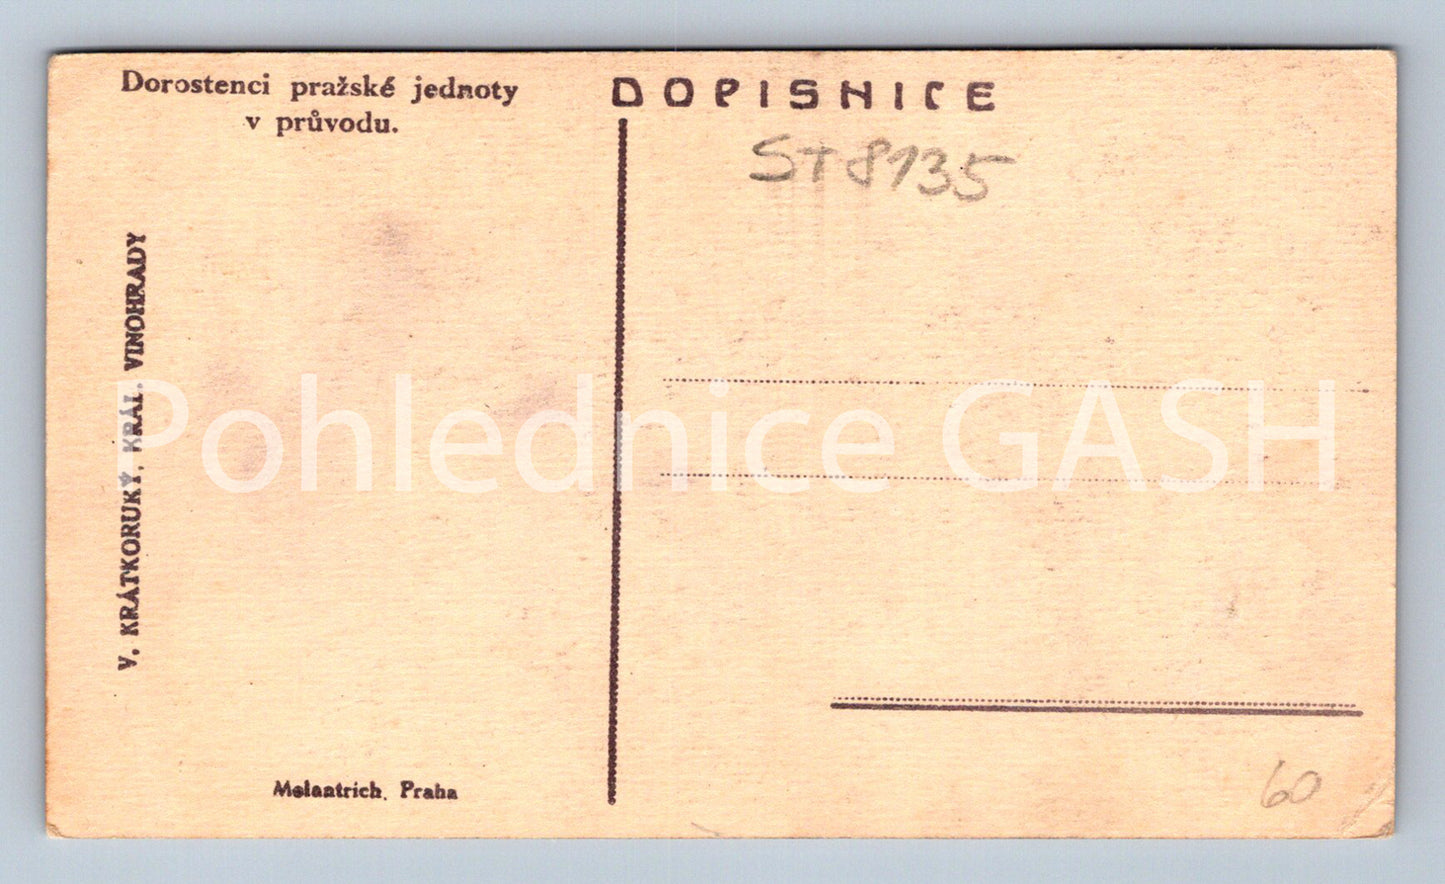 Dorostenci pražské jednoty
v průvodu.
DOPISNICE
ST8135
V. KRÁTKORUKÝ, KRÁL. VINOHRADY
Pohlednice GASH
Melantrich, Praha
60